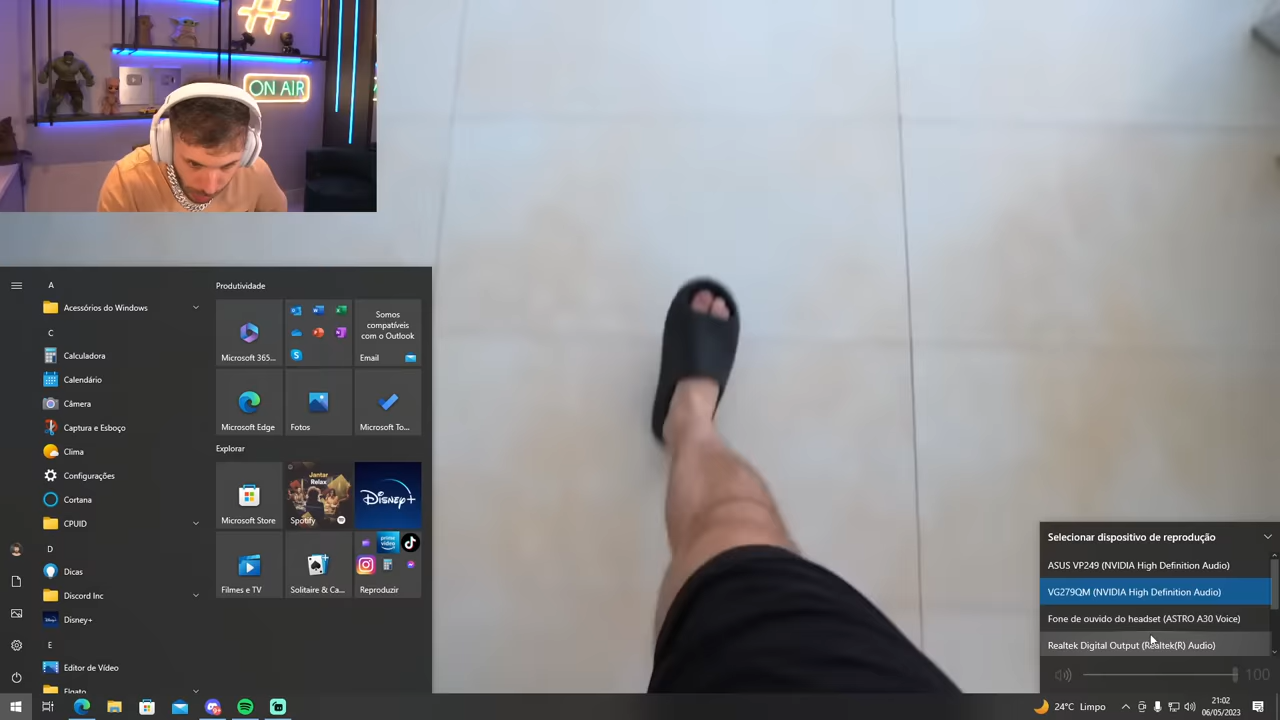 #
ON AIR
A
Acessórios do Windows
C
Calculadora
Calendário
Câmera
Captura e Esboço
Clima
Configurações
Cortana
CPUID
D
Dicas
Discord Inc
Disney+
E
Editor de Vídeo
Elgato
Produtividade
Microsoft 365...
Somos
compatíveis
com o Outlook
Email
Microsoft Edge
Fotos
Microsoft To...
Explorar
Microsoft Store
Jantar
Relax
Spotify
Disney+
Filmes e TV
Solitaire & Ca...
prime
video
Reproduzir
Selecionar dispositivo de reprodução
ASUS VP249 (NVIDIA High Definition Audio)
VG279QM (NVIDIA High Definition Audio)
Fone de ouvido do headset (ASTRO A30 Voice)
Realtek Digital Output (Realtek(R) Audio)
100
24°C Limpo
21:02
06/05/2023